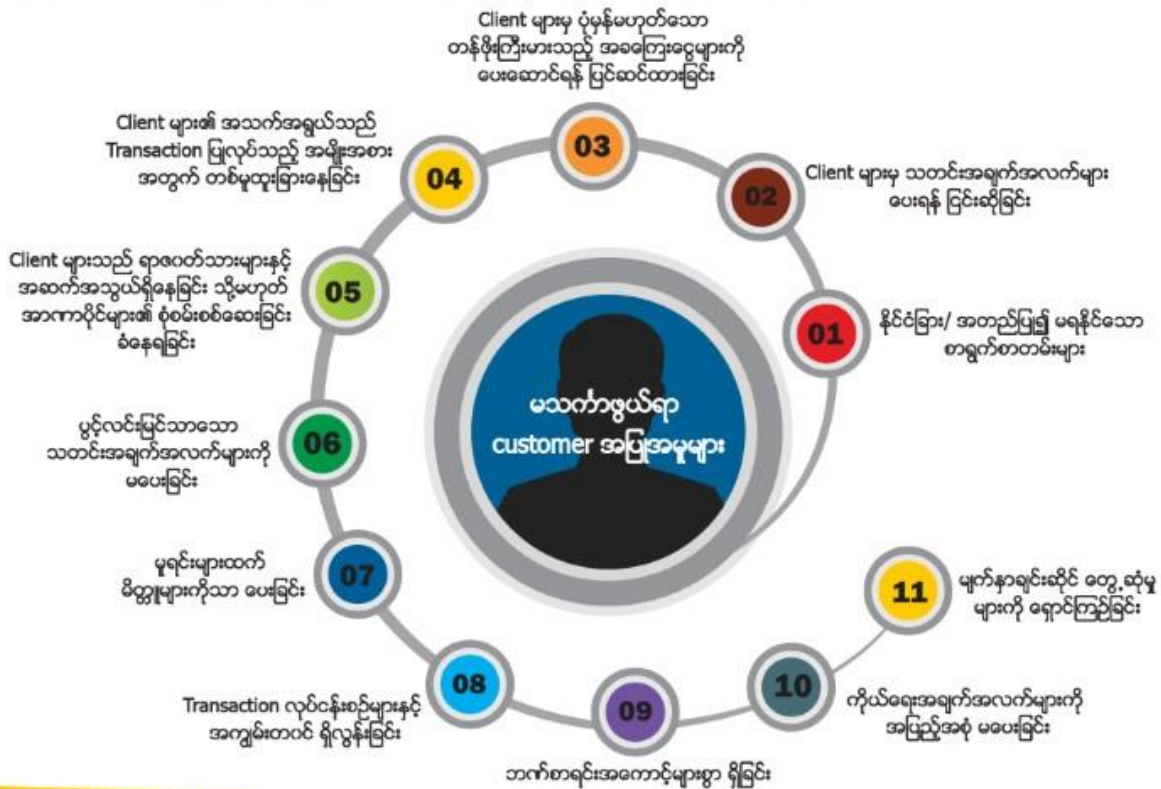 Client များမှ ပုံမှန်မဟုတ်သော
တန်ဖိုးကြီးမားသည့် အခကြေးငွေများကို
ပေးဆောင်ရန် ပြင်ဆင်ထားခြင်း
03
Client များ၏ အသက်အရွယ်သည်
Transaction ပြုလုပ်သည့် အမျိုးအစား
အတွက် တစ်မူထူးခြားနေခြင်း
04
Client များမှ သတင်းအချက်အလက်များ
ပေးရန် ငြင်းဆိုခြင်း
02
Client များသည် ရာဇဝတ်သားများနှင့်
အဆက်အသွယ်ရှိနေခြင်း သို့မဟုတ်
အာဏာပိုင်များ၏ စုံစမ်းစစ်ဆေးခြင်း
ခံနေရခြင်း
05
01
နိုင်ငံခြား/ အတည်ပြု၍ မရနိုင်သော
စာရွက်စာတမ်းများ
မသင်္ကာဖွယ်ရာ
customer အပြုအမူများ
ပွင့်လင်းမြင်သာသော
သတင်းအချက်အလက်များကို
မပေးခြင်း
06
မူရင်းများထက်
မိတ္တူများကိုသာ ပေးခြင်း
07
11
မျက်နှာချင်းဆိုင် တွေ့ဆုံမှု
များကို ရှောင်ကြဉ်ခြင်း
Transaction လုပ်ငန်းစဉ်များနှင့်
အကျွမ်းတဝင် ရှိလွန်းခြင်း
08
09
ဘဏ်စာရင်းအကောင့်များစွာ ရှိခြင်း
10
ကိုယ်ရေးအချက်အလက်များကို
အပြည့်အစုံ မပေးခြင်း